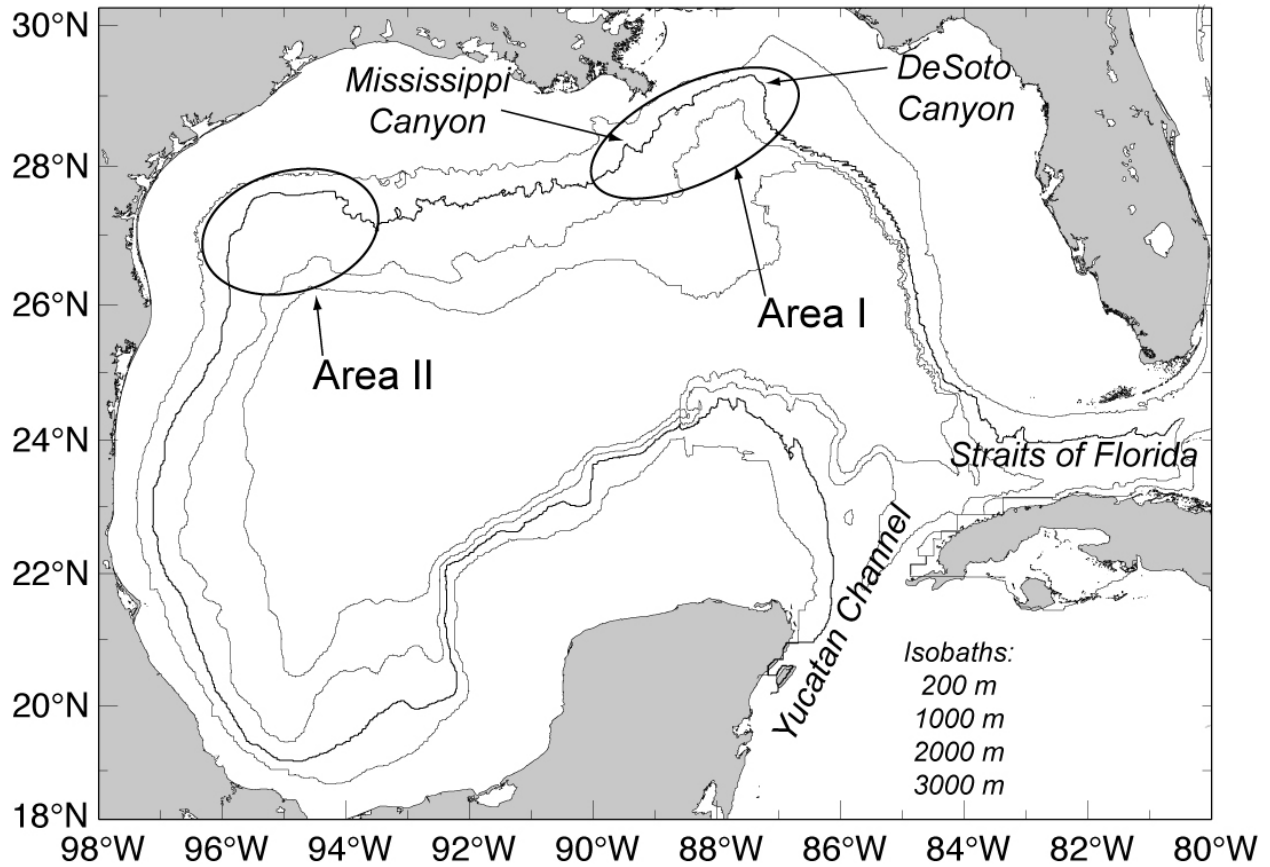 30°N
28°N
26°N
24°N
22°N
20°N
18°N
Mississippi
Canyon
DeSoto
Canyon
Area I
Area II
Straits of Florida
Yucatan Channel
Isobaths:
200 m
1000 m
2000 m
3000 m
98°W 96°W 94°W 92°W 90°W 88°W 86°W 84°W 82°W 80°W